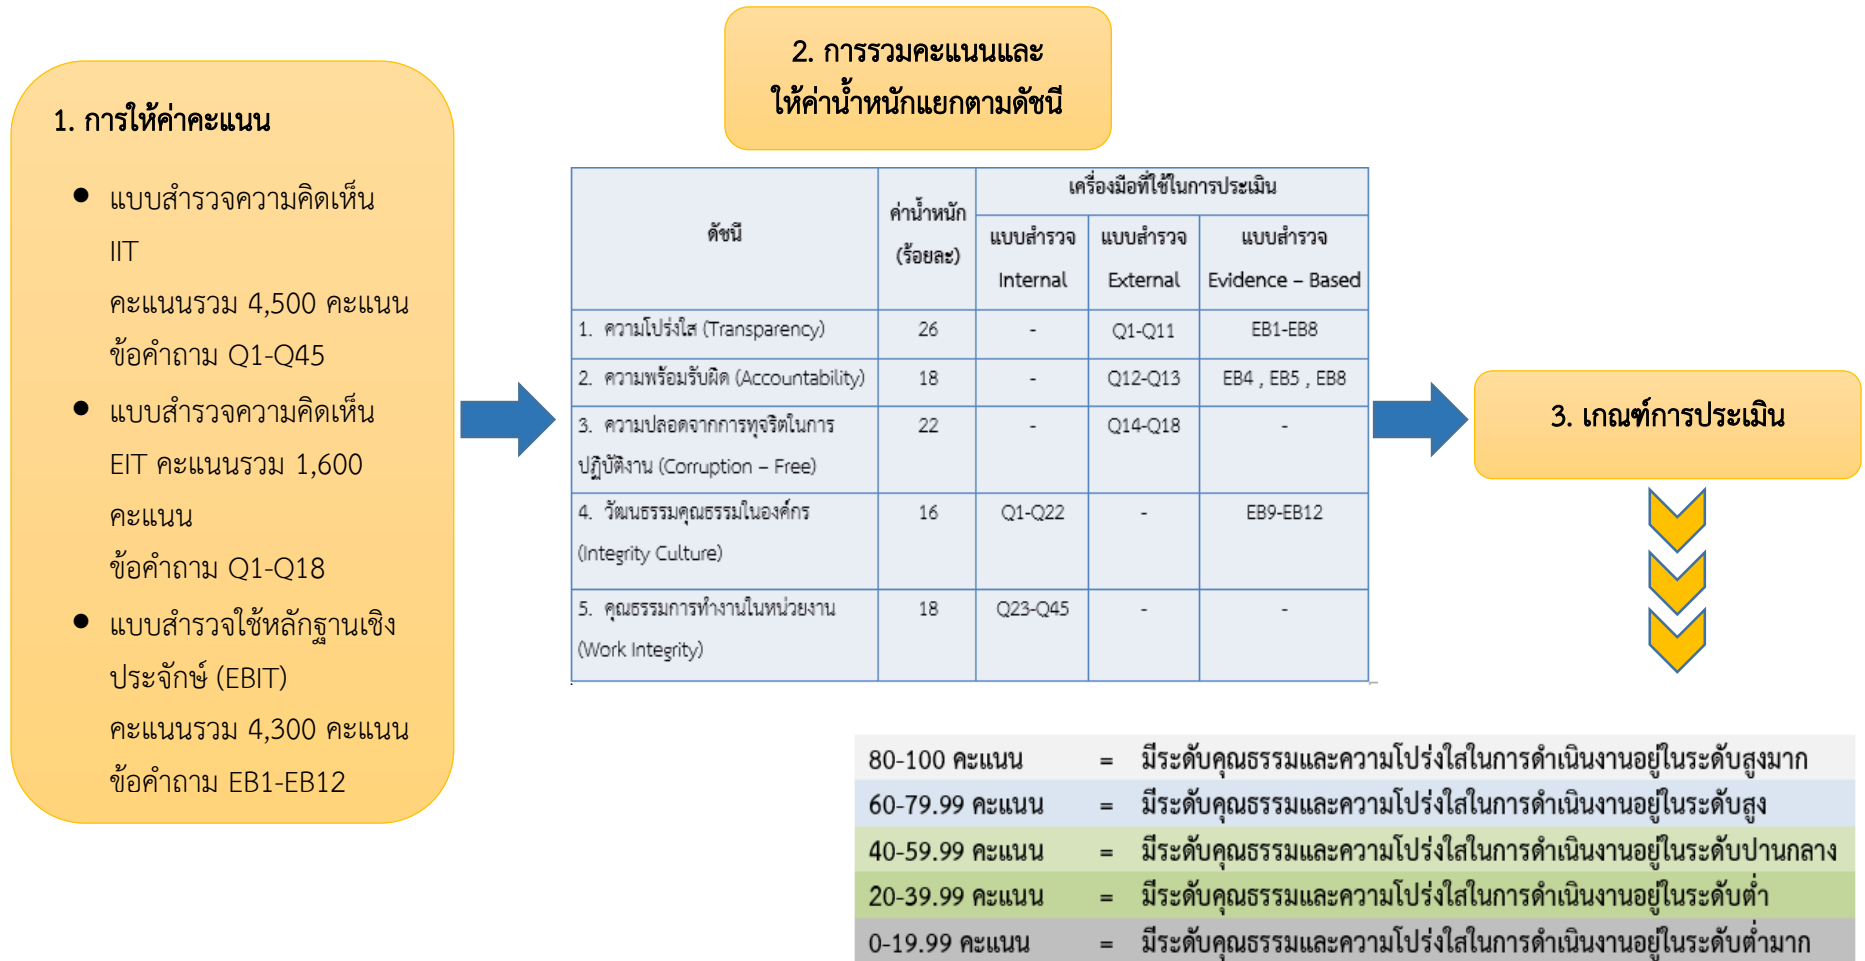 1. การให้ค่าคะแนน
● แบบสำรวจความคิดเห็น
IIT
คะแนนรวม 4,500 คะแนน
ข้อคำถาม Q1-Q45
● แบบสำรวจความคิดเห็น
EIT คะแนนรวม 1,600
คะแนน
ข้อคำถาม Q1-Q18
● แบบสำรวจใช้หลักฐานเชิง
ประจักษ์ (EBIT)
คะแนนรวม 4,300 คะแนน
ข้อคำถาม EB1-EB12
2. การรวมคะแนนและ
ให้ค่าน้ำหนักแยกตามดัชนี
ดัชนี
ค่าน้ำหนัก
(ร้อยละ)
เครื่องมือที่ใช้ในการประเมิน
แบบสำรวจ
Internal
แบบสำรวจ
External
แบบสำรวจ
Evidence – Based
1. ความโปร่งใส (Transparency) 26 - Q1-Q11 EB1-EB8
2. ความพร้อมรับผิด (Accountability) 18 - Q12-Q13 EB4 , EB5 , EB8
3. ความปลอดจากการทุจริตในการ 22 - Q14-Q18 -
ปฏิบัติงาน (Corruption – Free)
4. วัฒนธรรมคุณธรรมในองค์กร 16 Q1-Q22 - EB9-EB12
(Integrity Culture)
5. คุณธรรมการทำงานในหน่วยงาน 18 Q23-Q45 - -
(Work Integrity)
3. เกณฑ์การประเมิน
80-100 คะแนน = มีระดับคุณธรรมและความโปร่งใสในการดำเนินงานอยู่ในระดับสูงมาก
60-79.99 คะแนน = มีระดับคุณธรรมและความโปร่งใสในการดำเนินงานอยู่ในระดับสูง
40-59.99 คะแนน = มีระดับคุณธรรมและความโปร่งใสในการดำเนินงานอยู่ในระดับปานกลาง
20-39.99 คะแนน = มีระดับคุณธรรมและความโปร่งใสในการดำเนินงานอยู่ในระดับต่ำ
0-19.99 คะแนน = มีระดับคุณธรรมและความโปร่งใสในการดำเนินงานอยู่ในระดับต่ำมาก